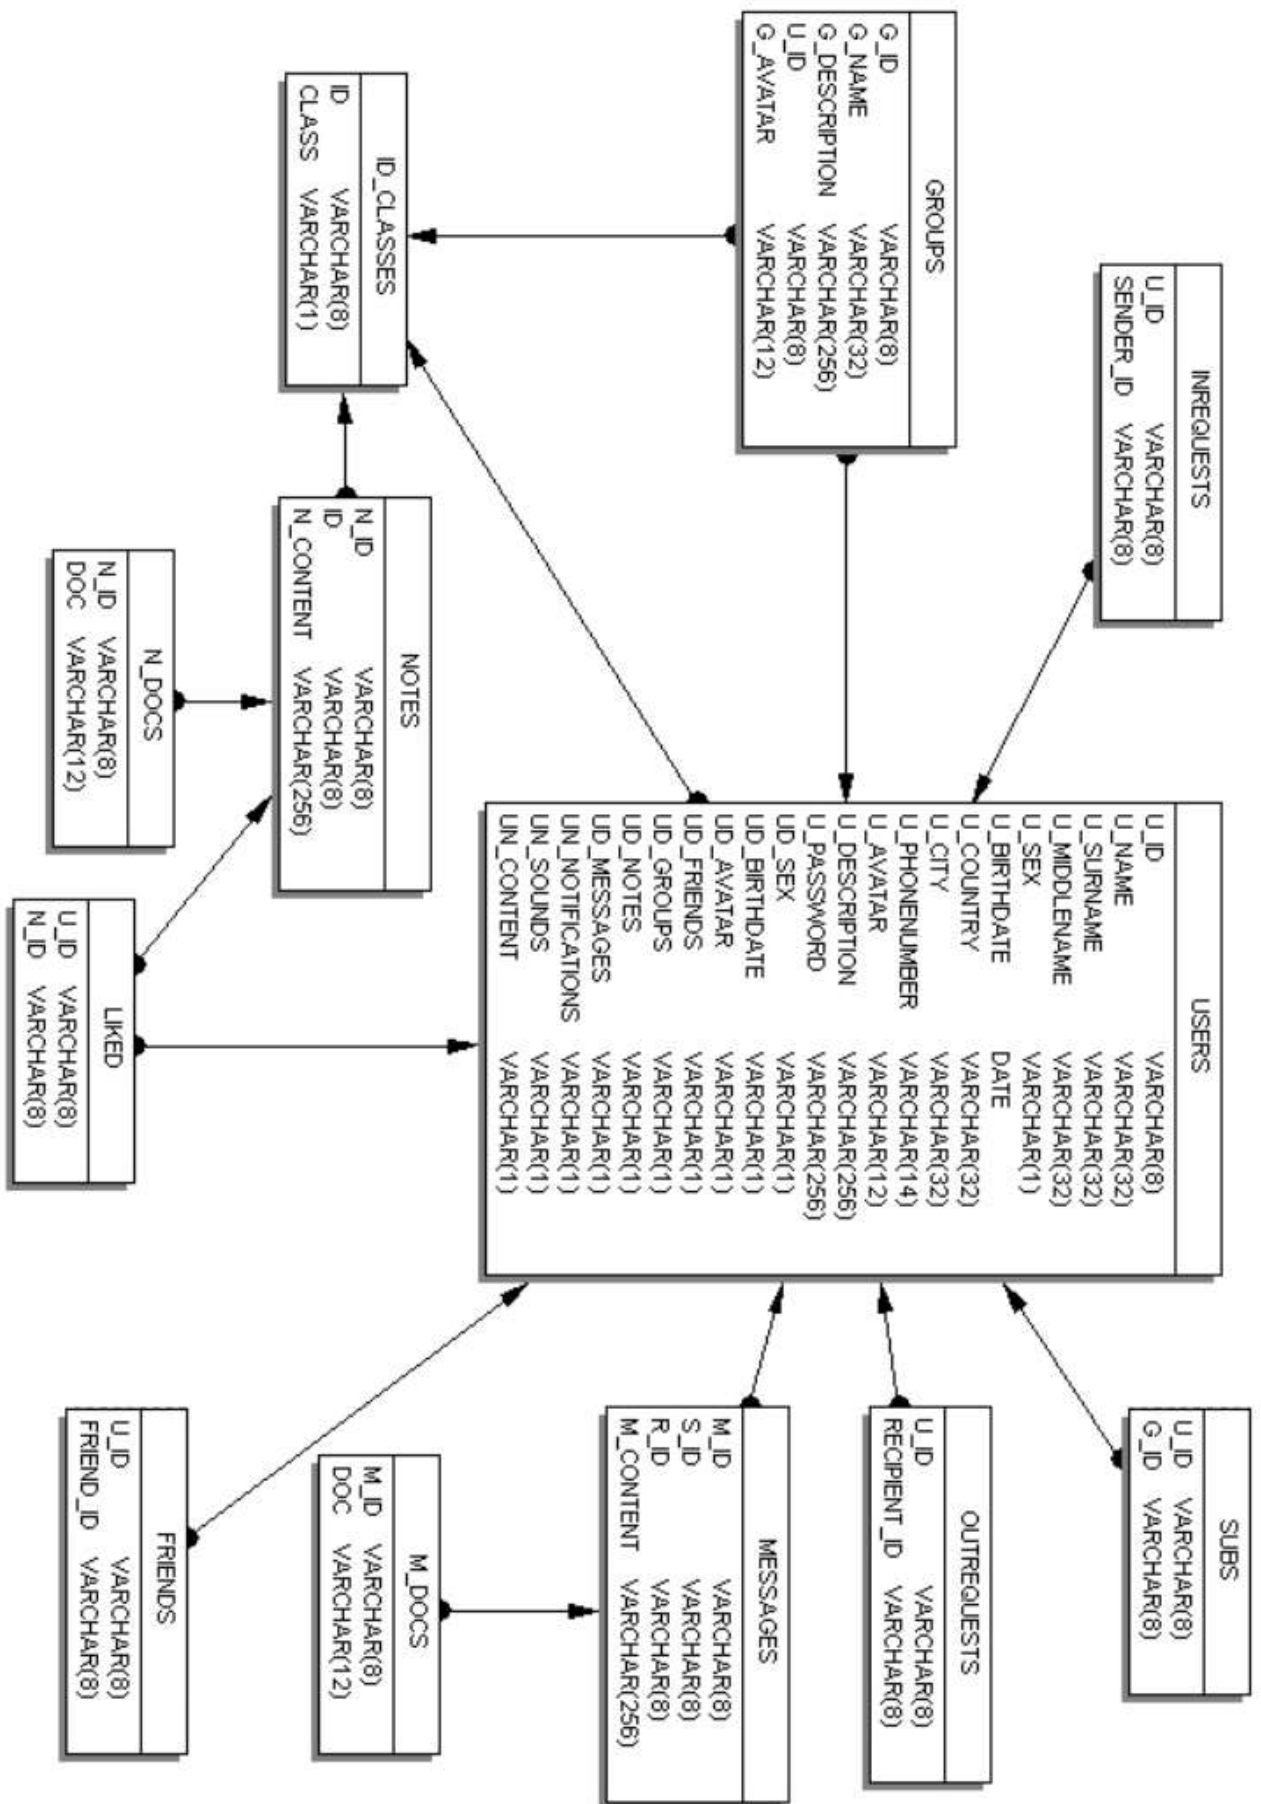 INREQUESTS
U_ID VARCHAR(8)
SENDER_ID VARCHAR(8)
USERS
U_ID VARCHAR(8)
U_NAME VARCHAR(32)
U_SURNAME VARCHAR(32)
U_MIDDLENAME VARCHAR(32)
U_SEX VARCHAR(1)
U_BIRTHDATE DATE
U_COUNTRY VARCHAR(32)
U_CITY VARCHAR(32)
U_PHONENUMBER VARCHAR(14)
U_AVATAR VARCHAR(12)
U_DESCRIPTION VARCHAR(256)
U_PASSWORD VARCHAR(256)
UD_SEX VARCHAR(1)
UD_BIRTHDATE VARCHAR(1)
UD_AVATAR VARCHAR(1)
UD_FRIENDS VARCHAR(1)
UD_GROUPS VARCHAR(1)
UD_NOTES VARCHAR(1)
UD_MESSAGES VARCHAR(1)
UN_NOTIFICATIONS VARCHAR(1)
UN_SOUNDS VARCHAR(1)
UN_CONTENT VARCHAR(1)
SUBS
U_ID VARCHAR(8)
G_ID VARCHAR(8)
GROUPS
G_ID VARCHAR(8)
G_NAME VARCHAR(32)
G_DESCRIPTION VARCHAR(256)
U_ID VARCHAR(8)
G_AVATAR VARCHAR(12)
OUTREQUESTS
U_ID VARCHAR(8)
RECIPIENT_ID VARCHAR(8)
MESSAGES
M_ID VARCHAR(8)
S_ID VARCHAR(8)
R_ID VARCHAR(8)
M_CONTENT VARCHAR(256)
ID_CLASSES
ID VARCHAR(8)
CLASS VARCHAR(1)
NOTES
N_ID VARCHAR(8)
ID VARCHAR(8)
N_CONTENT VARCHAR(256)
M_DOCS
M_ID VARCHAR(8)
DOC VARCHAR(12)
N_DOCS
N_ID VARCHAR(8)
DOC VARCHAR(12)
LIKED
U_ID VARCHAR(8)
N_ID VARCHAR(8)
FRIENDS
U_ID VARCHAR(8)
FRIEND_ID VARCHAR(8)